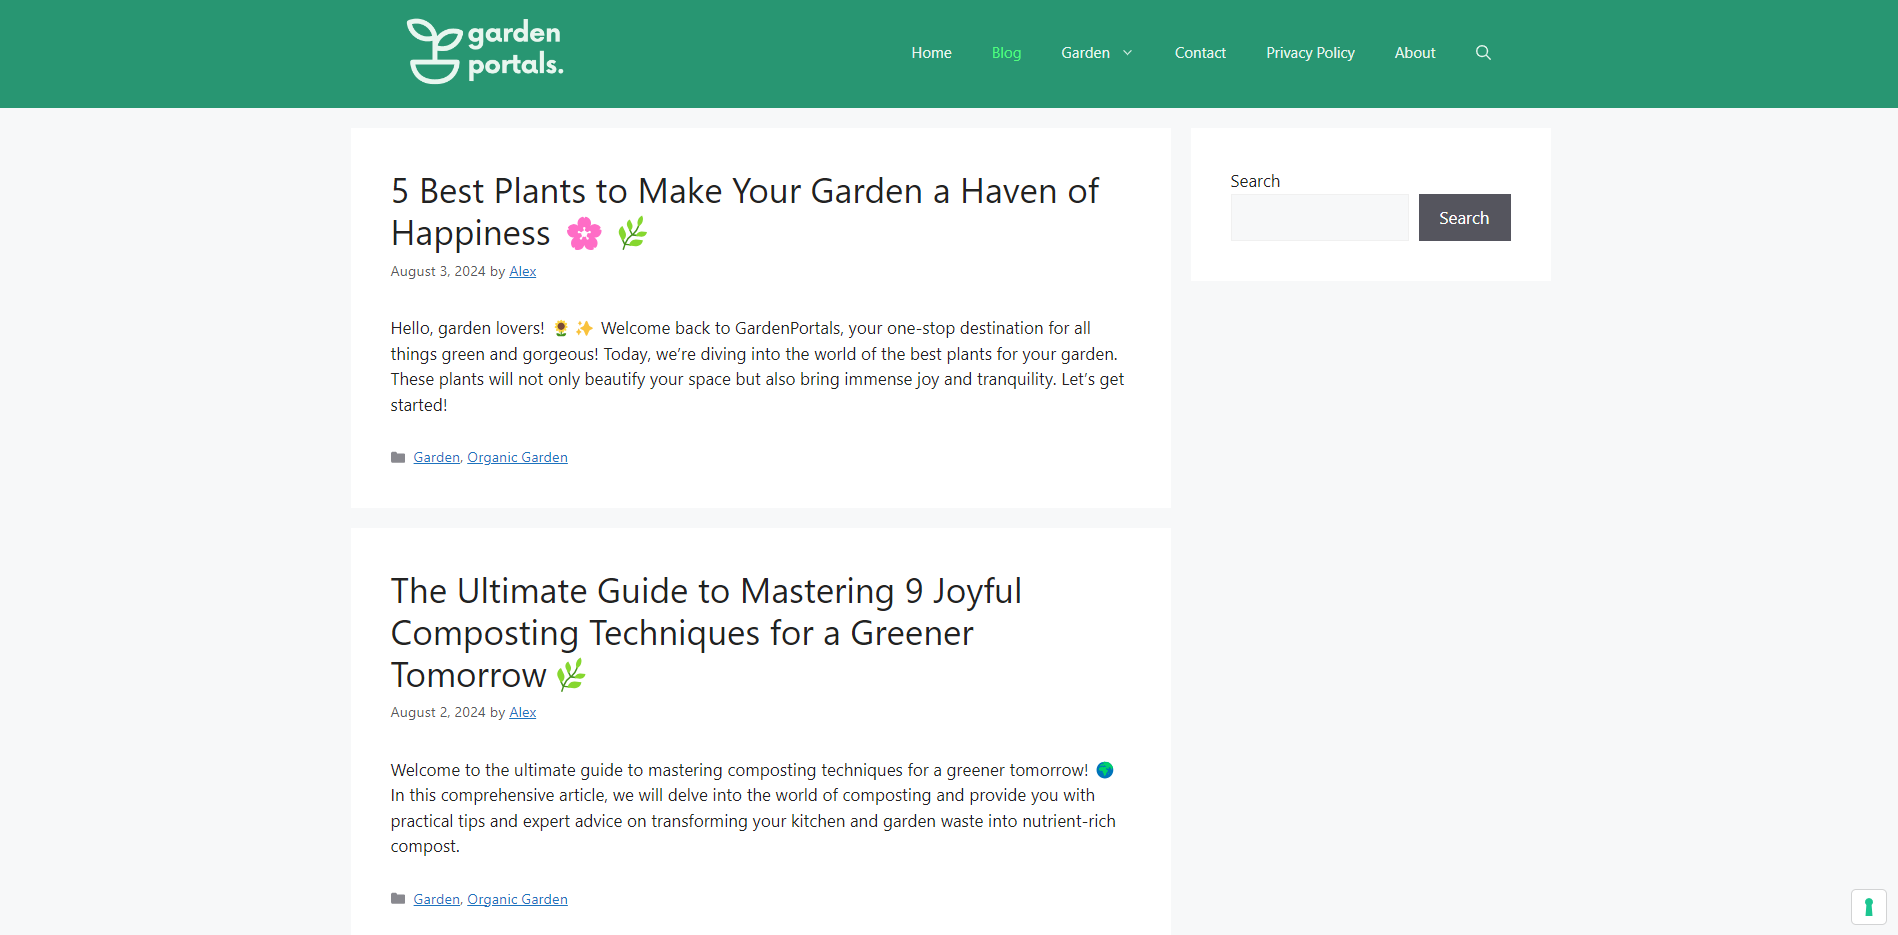 garden
portals.
Home Blog Garden Contact Privacy Policy About
5 Best Plants to Make Your Garden a Haven of
Happiness 🌸 🌿
August 3, 2024 by Alex
Hello, garden lovers! 🌻 ✨ Welcome back to GardenPortals, your one-stop destination for all
things green and gorgeous! Today, we’re diving into the world of the best plants for your garden.
These plants will not only beautify your space but also bring immense joy and tranquility. Let’s get
started!
Garden, Organic Garden
The Ultimate Guide to Mastering 9 Joyful
Composting Techniques for a Greener
Tomorrow 🌿
August 2, 2024 by Alex
Welcome to the ultimate guide to mastering composting techniques for a greener tomorrow! 🌍
In this comprehensive article, we will delve into the world of composting and provide you with
practical tips and expert advice on transforming your kitchen and garden waste into nutrient-rich
compost.
Garden, Organic Garden
Search
Search